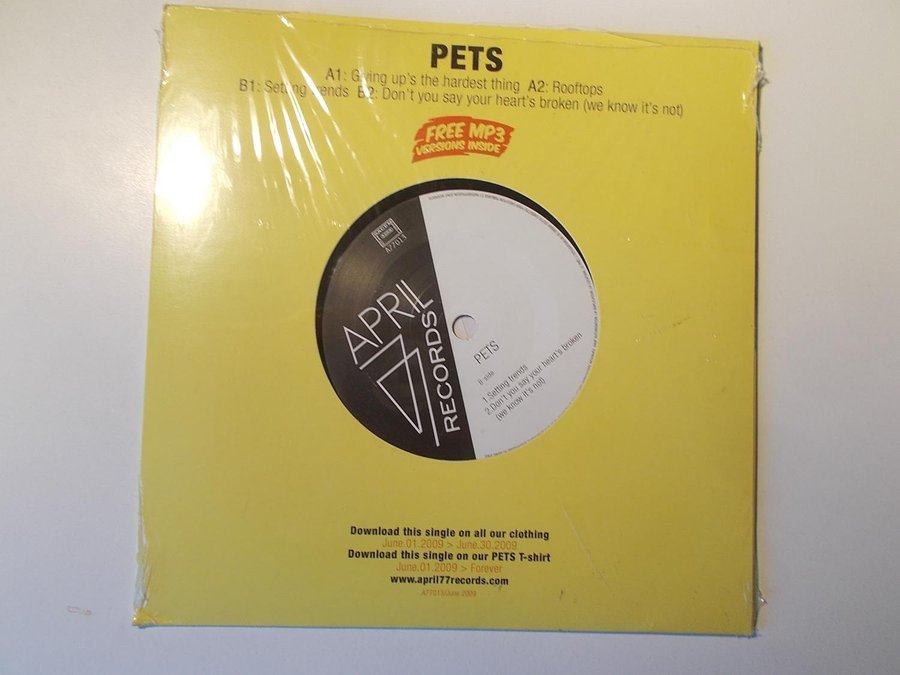 PETS
A1: Giving up's the hardest thing A2: Rooftops
B1: Setting trends B2: Don't you say your heart's broken (we know it's not)
FREE MP3
VERSIONS INSIDE
SACEM
A77013
APRIL
77
RECORDS
PETS
B side
1.Setting trends
2.Don't you say your heart's broken
(we know it's not)
Download this single on all our clothing
June.01.2009 > June.30.2009
Download this single on our PETS T-shirt
June.01.2009 > Forever
www.april77records.com
A77013/June 2009